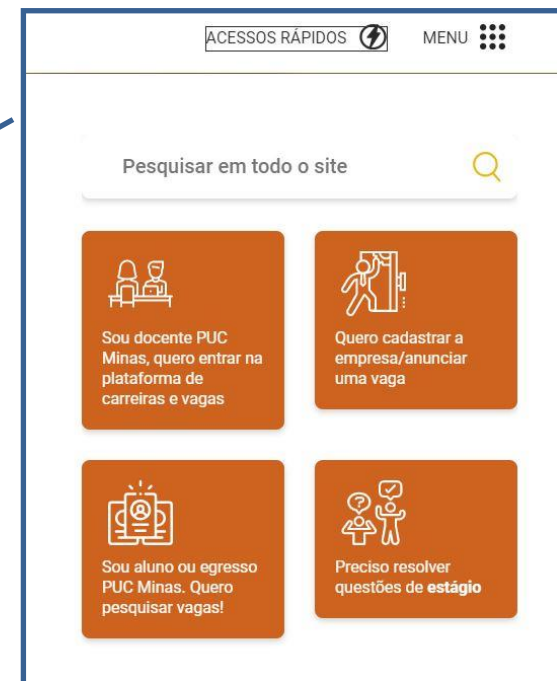 ACESSOS RÁPIDOS
MENU
Pesquisar em todo o site
Sou docente PUC
Minas, quero entrar na
plataforma de
carreiras e vagas
Quero cadastrar a
empresa/anunciar
uma vaga
Sou aluno ou egresso
PUC Minas. Quero
pesquisar vagas!
Preciso resolver
questões de estágio